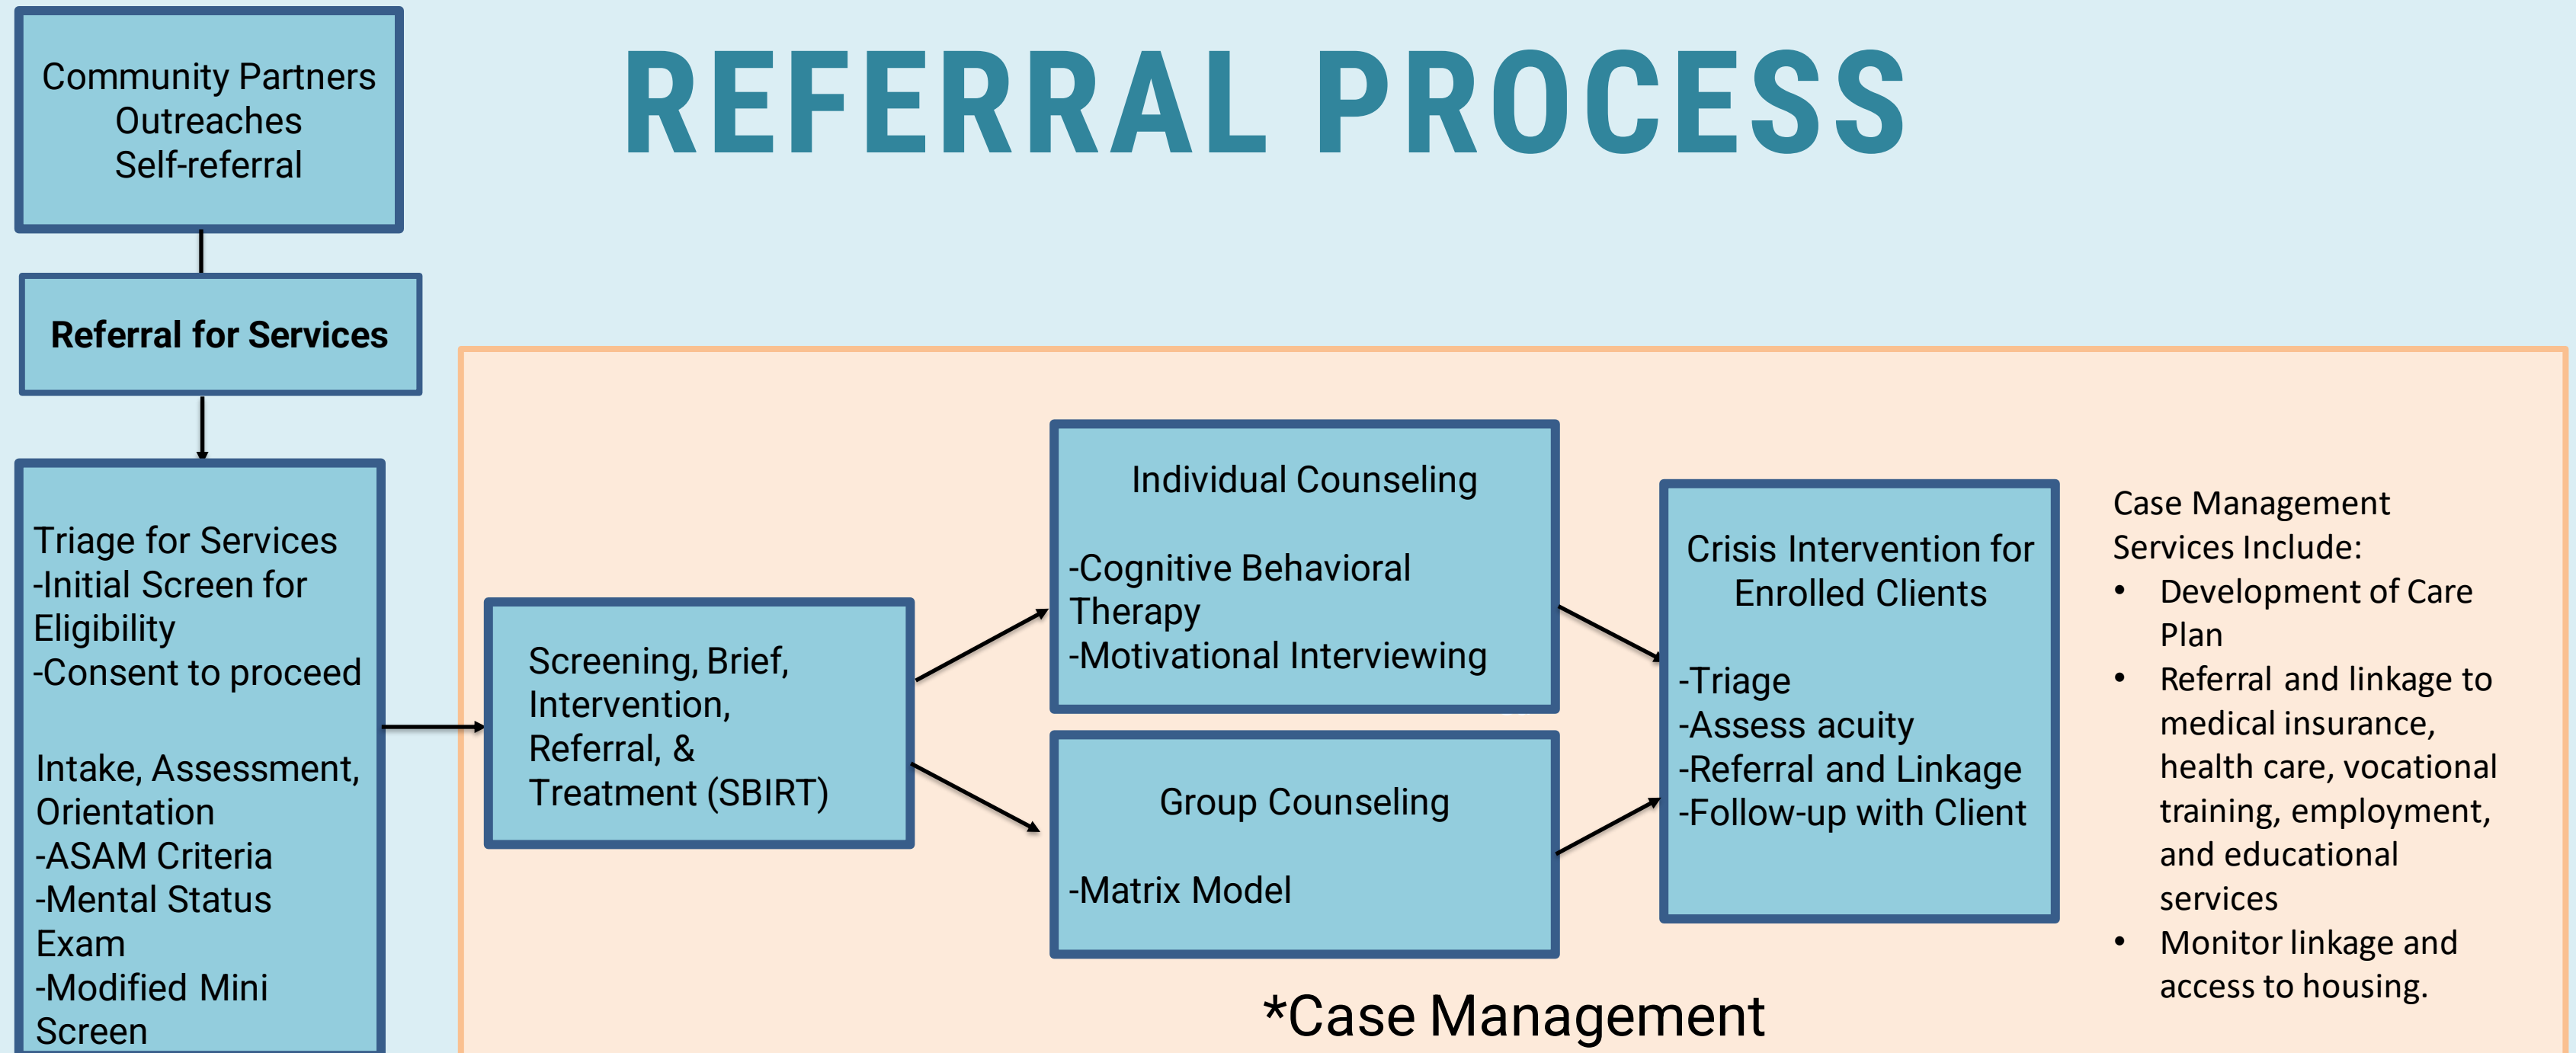 REFERRAL PROCESS
Community Partners
Outreaches
Self-referral
Referral for Services
Triage for Services
-Initial Screen for
Eligibility
-Consent to proceed
Intake, Assessment,
Orientation
-ASAM Criteria
-Mental Status
Exam
-Modified Mini
Screen
Screening, Brief,
Intervention,
Referral, &
Treatment (SBIRT)
Individual Counseling
-Cognitive Behavioral
Therapy
-Motivational Interviewing
Group Counseling
-Matrix Model
Crisis Intervention for
Enrolled Clients
-Triage
-Assess acuity
-Referral and Linkage
-Follow-up with Client
Case Management
Services Include:
• Development of Care
Plan
• Referral and linkage to
medical insurance,
health care, vocational
training, employment,
and educational
services
• Monitor linkage and
access to housing.
*Case Management